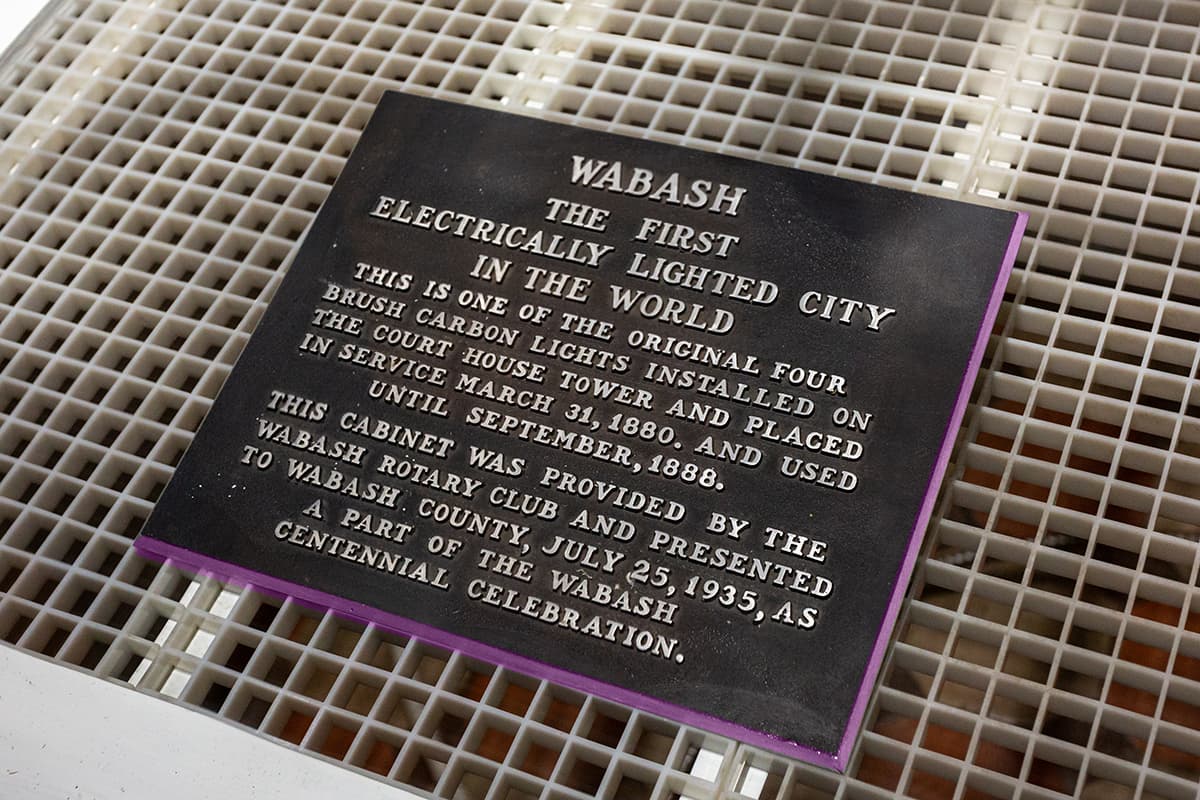 WABASH
THE FIRST
ELECTRICALLY LIGHTED CITY
IN THE WORLD
THIS IS ONE OF THE ORIGINAL FOUR
BRUSH CARBON LIGHTS INSTALLED ON
THE COURT HOUSE TOWER AND PLACED
IN SERVICE MARCH 31, 1880. AND USED
UNTIL SEPTEMBER, 1888.
THIS CABINET WAS PROVIDED BY THE
WABASH ROTARY CLUB AND PRESENTED
TO WABASH COUNTY, JULY 25, 1935, AS
A PART OF THE WABASH
CENTENNIAL CELEBRATION.